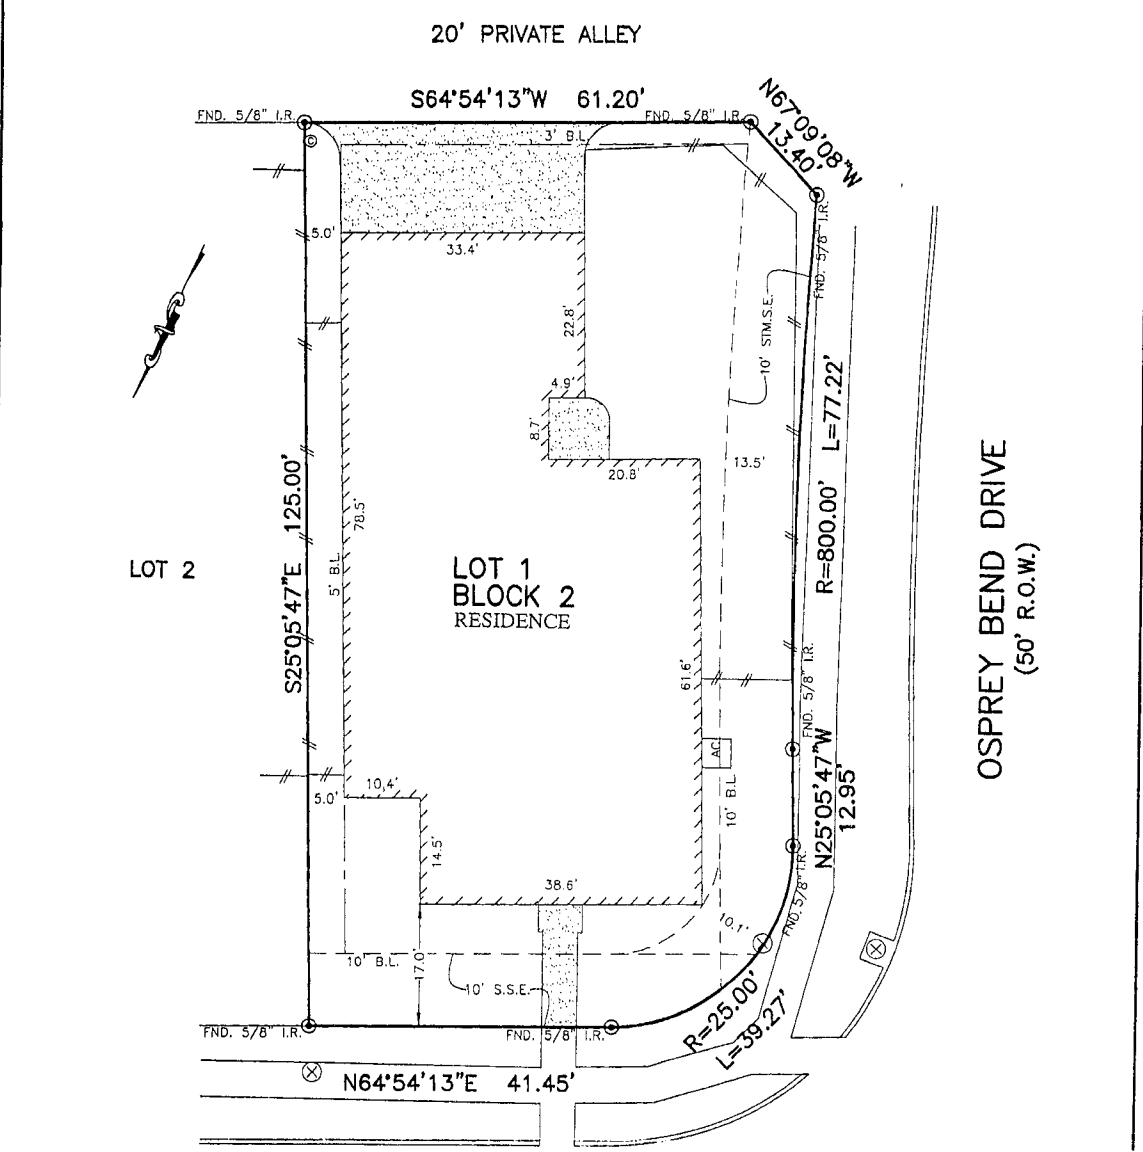 20' PRIVATE ALLEY
S64°54'13"W 61.20'
N67°09'08"W
13.40'
FND. 5/8" I.R.
FND. 5/8" I.R.
3' B.L.
©
5.0'
33.4'
FND. 5/8" I.R.
22.8'
10' STM.S.E.
4.9'
8.7'
20.8'
13.5'
R=800.00' L=77.22'
S25°05'47"E 125.00'
78.5'
5' B.L.
LOT 2
LOT 1
BLOCK 2
RESIDENCE
OSPREY BEND DRIVE
(50' R.O.W.)
61.6'
FND. 5/8" I.R.
AC
N25°05'47"W
12.95'
10' B.L.
10.4'
5.0'
14.5'
38.6'
FND. 5/8" I.R.
10.1'
10' B.L.
17.0'
10' S.S.E.
R=25.00'
L=39.27'
FND. 5/8" I.R.
FND. 5/8" I.R.
N64°54'13"E 41.45'